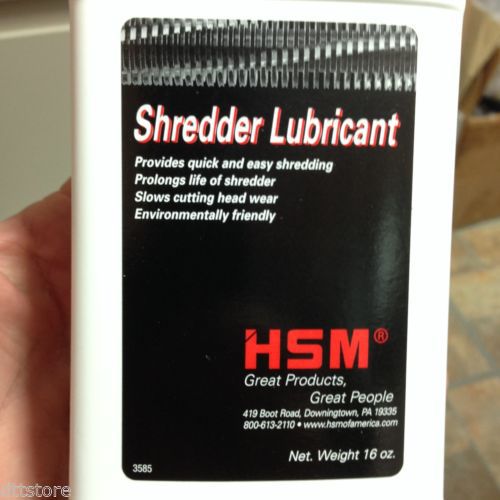 Shredder Lubricant
Provides quick and easy shredding
Prolongs life of shredder
Slows cutting head wear
Environmentally friendly
HSM®
Great Products,
Great People
419 Boot Road, Downingtown, PA 19335
800-613-2110 • www.hsmofamerica.com
Net. Weight 16 oz.
3585
dttstore